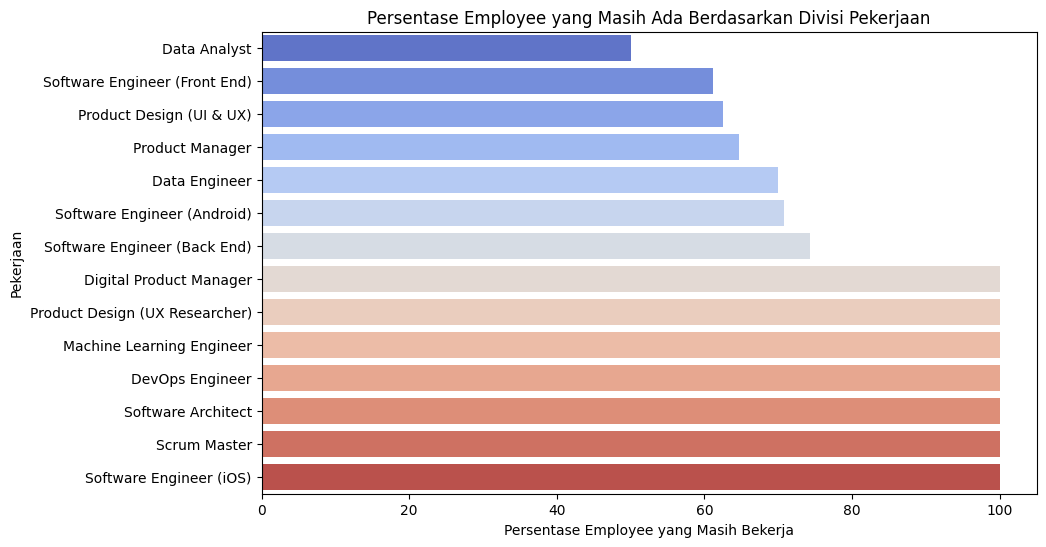 Persentase Employee yang Masih Ada Berdasarkan Divisi Pekerjaan
Pekerjaan
Data Analyst
Software Engineer (Front End)
Product Design (UI & UX)
Product Manager
Data Engineer
Software Engineer (Android)
Software Engineer (Back End)
Digital Product Manager
Product Design (UX Researcher)
Machine Learning Engineer
DevOps Engineer
Software Architect
Scrum Master
Software Engineer (iOS)
0 20 40 60 80 100
Persentase Employee yang Masih Bekerja